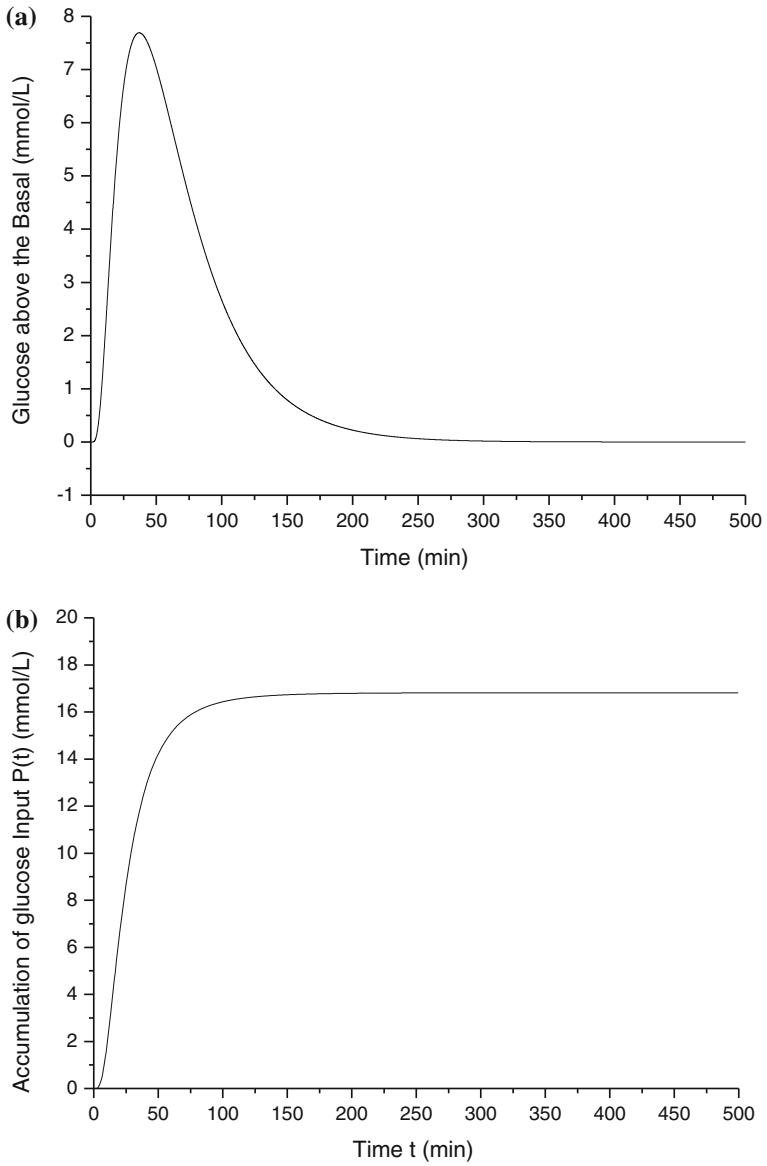 (a)
8
7
6
5
4
3
2
1
0
-1
Glucose above the Basal (mmol/L)
0 50 100 150 200 250 300 350 400 450 500
Time (min)
(b)
20
18
16
14
12
10
8
6
4
2
0
Accumulation of glucose Input P(t) (mmol/L)
0 50 100 150 200 250 300 350 400 450 500
Time t (min)